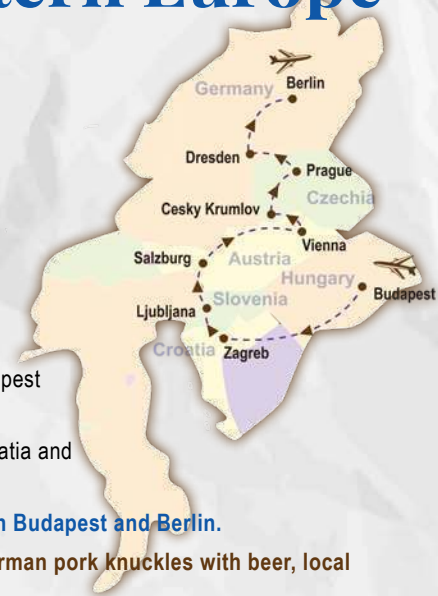 tern Europe
Germany
Berlin
Dresden
Prague
Czechia
Cesky Krumlov
Vienna
Salzburg
Austria
Hungary
Budapest
Slovenia
Ljubljana
Croatia
Zagreb
pest
atia and
n Budapest and Berlin.
rman pork knuckles with beer, local